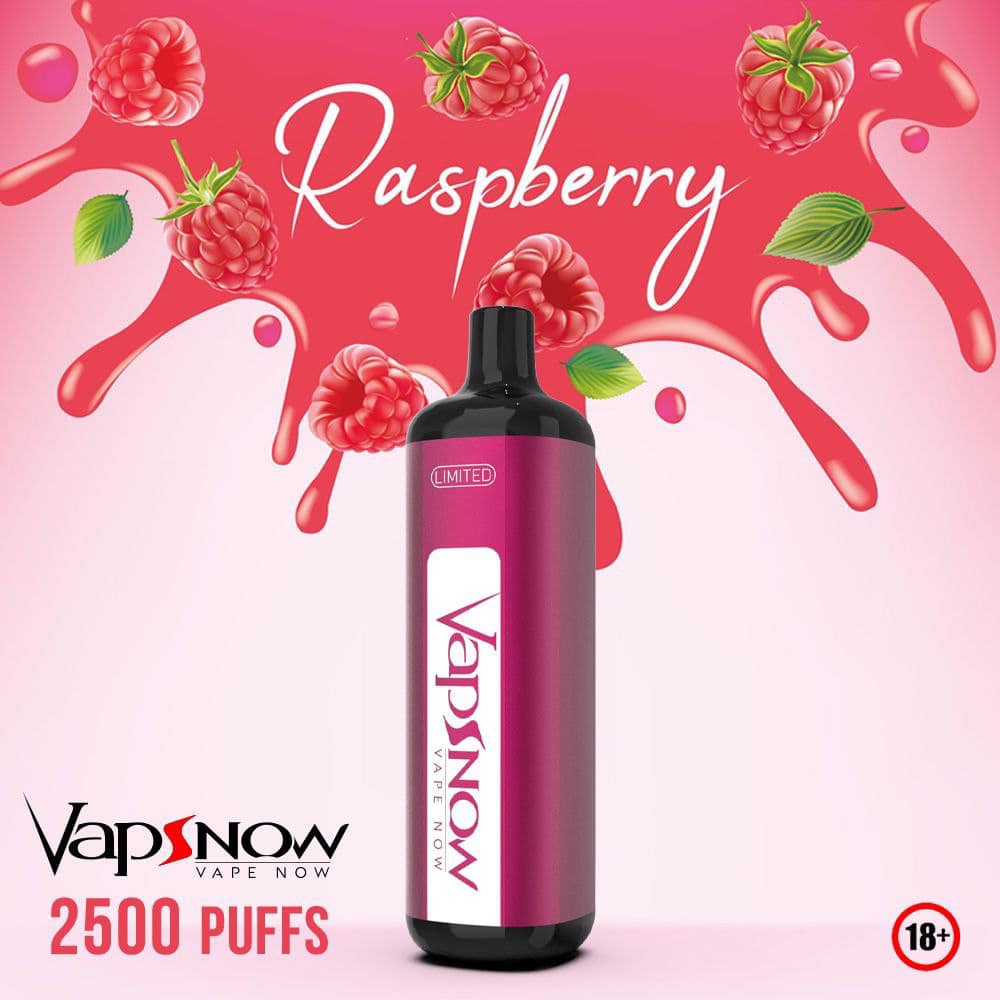 Raspberry
LIMITED
VapSNOW
VAPE NOW
VapSNOW
VAPE NOW
2500 PUFFS
18+